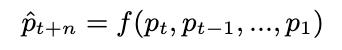 p̂ₜ₊ₙ = f(pₜ, pₜ₋₁, ..., p₁)